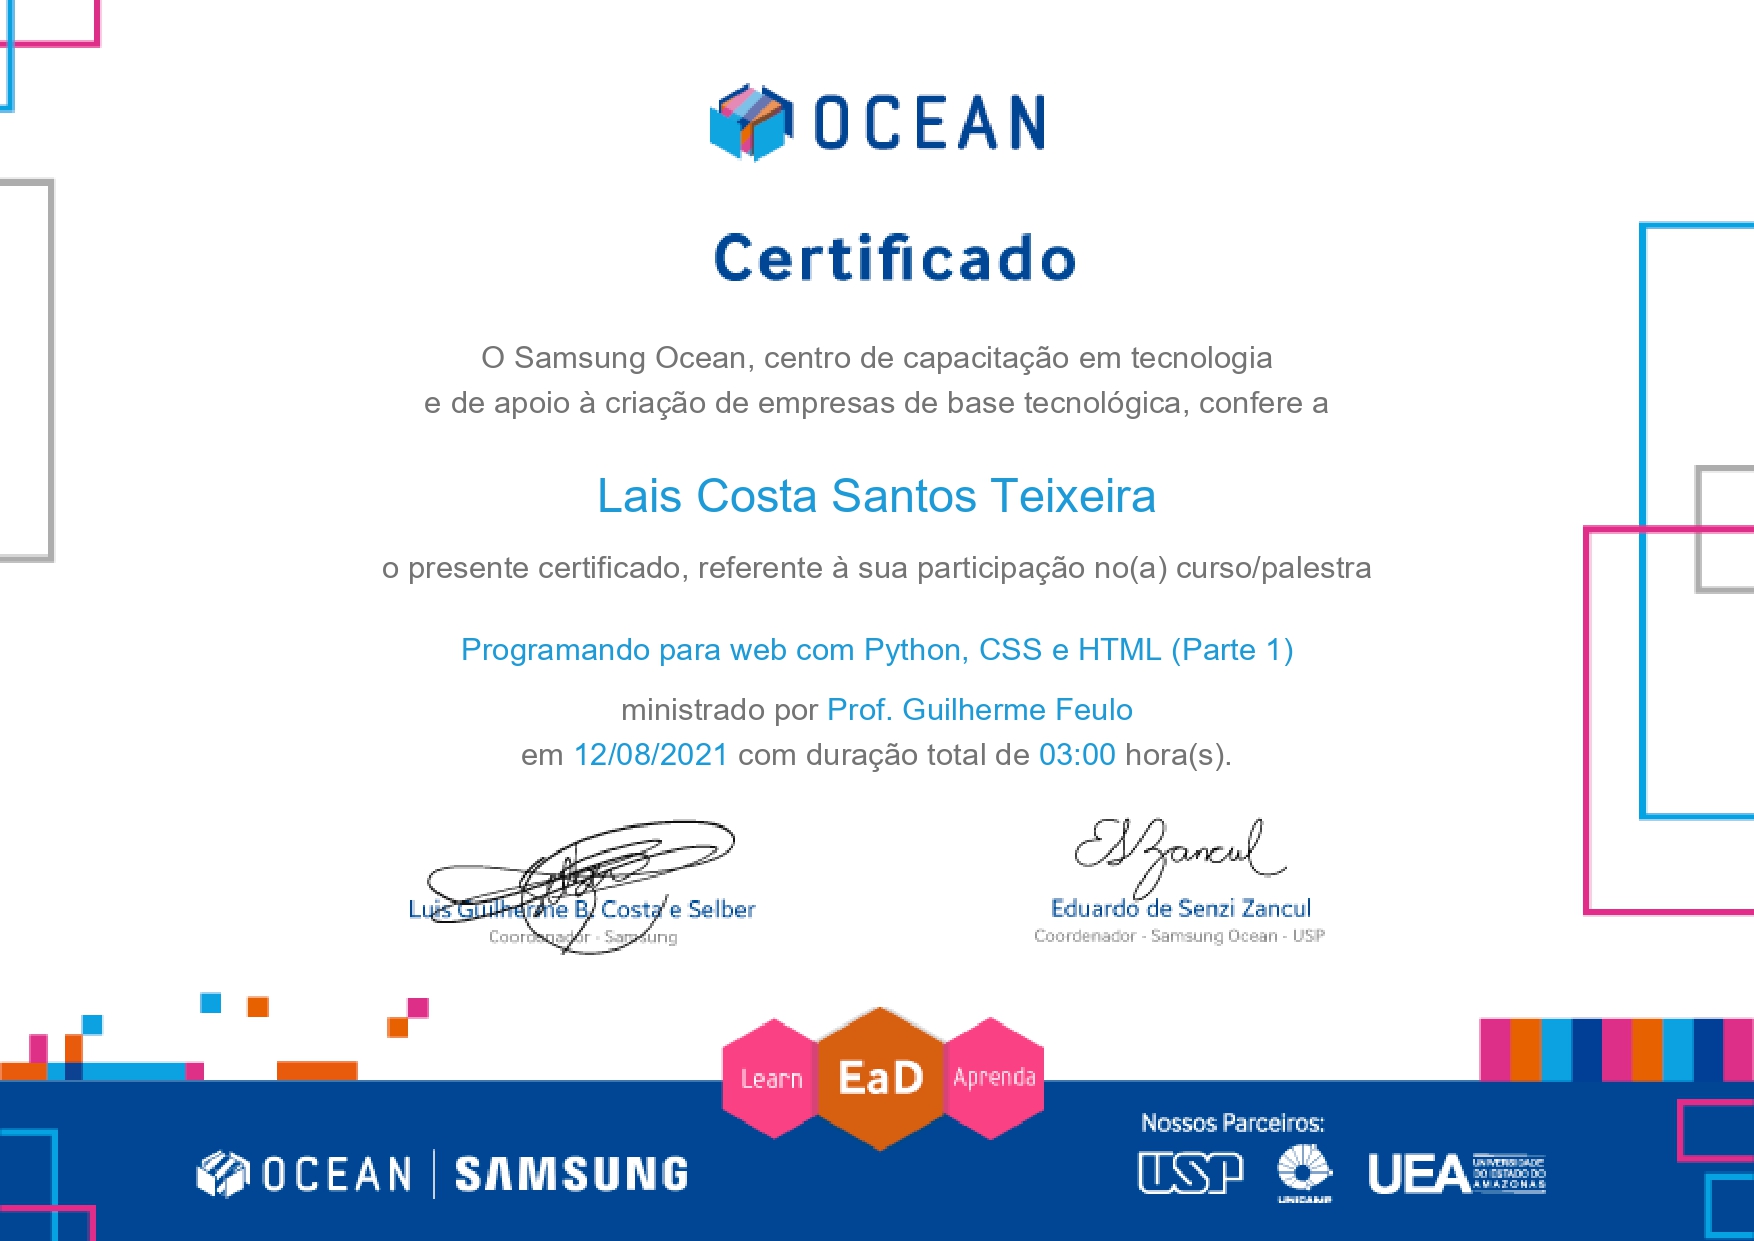 OCEAN
Certificado
O Samsung Ocean, centro de capacitação em tecnologia
e de apoio à criação de empresas de base tecnológica, confere a
Lais Costa Santos Teixeira
o presente certificado, referente à sua participação no(a) curso/palestra
Programando para web com Python, CSS e HTML (Parte 1)
ministrado por Prof. Guilherme Feulo
em 12/08/2021 com duração total de 03:00 hora(s).
ESZancul
Luis Guilherme B. Costa e Selber
Coordenador - Samsung
Eduardo de Senzi Zancul
Coordenador - Samsung Ocean - USP
Learn EaD Aprenda
OCEAN | SAMSUNG
Nossos Parceiros:
USP
UNICAMP
UEA UNIVERSIDADE
DO ESTADO DO
AMAZONAS